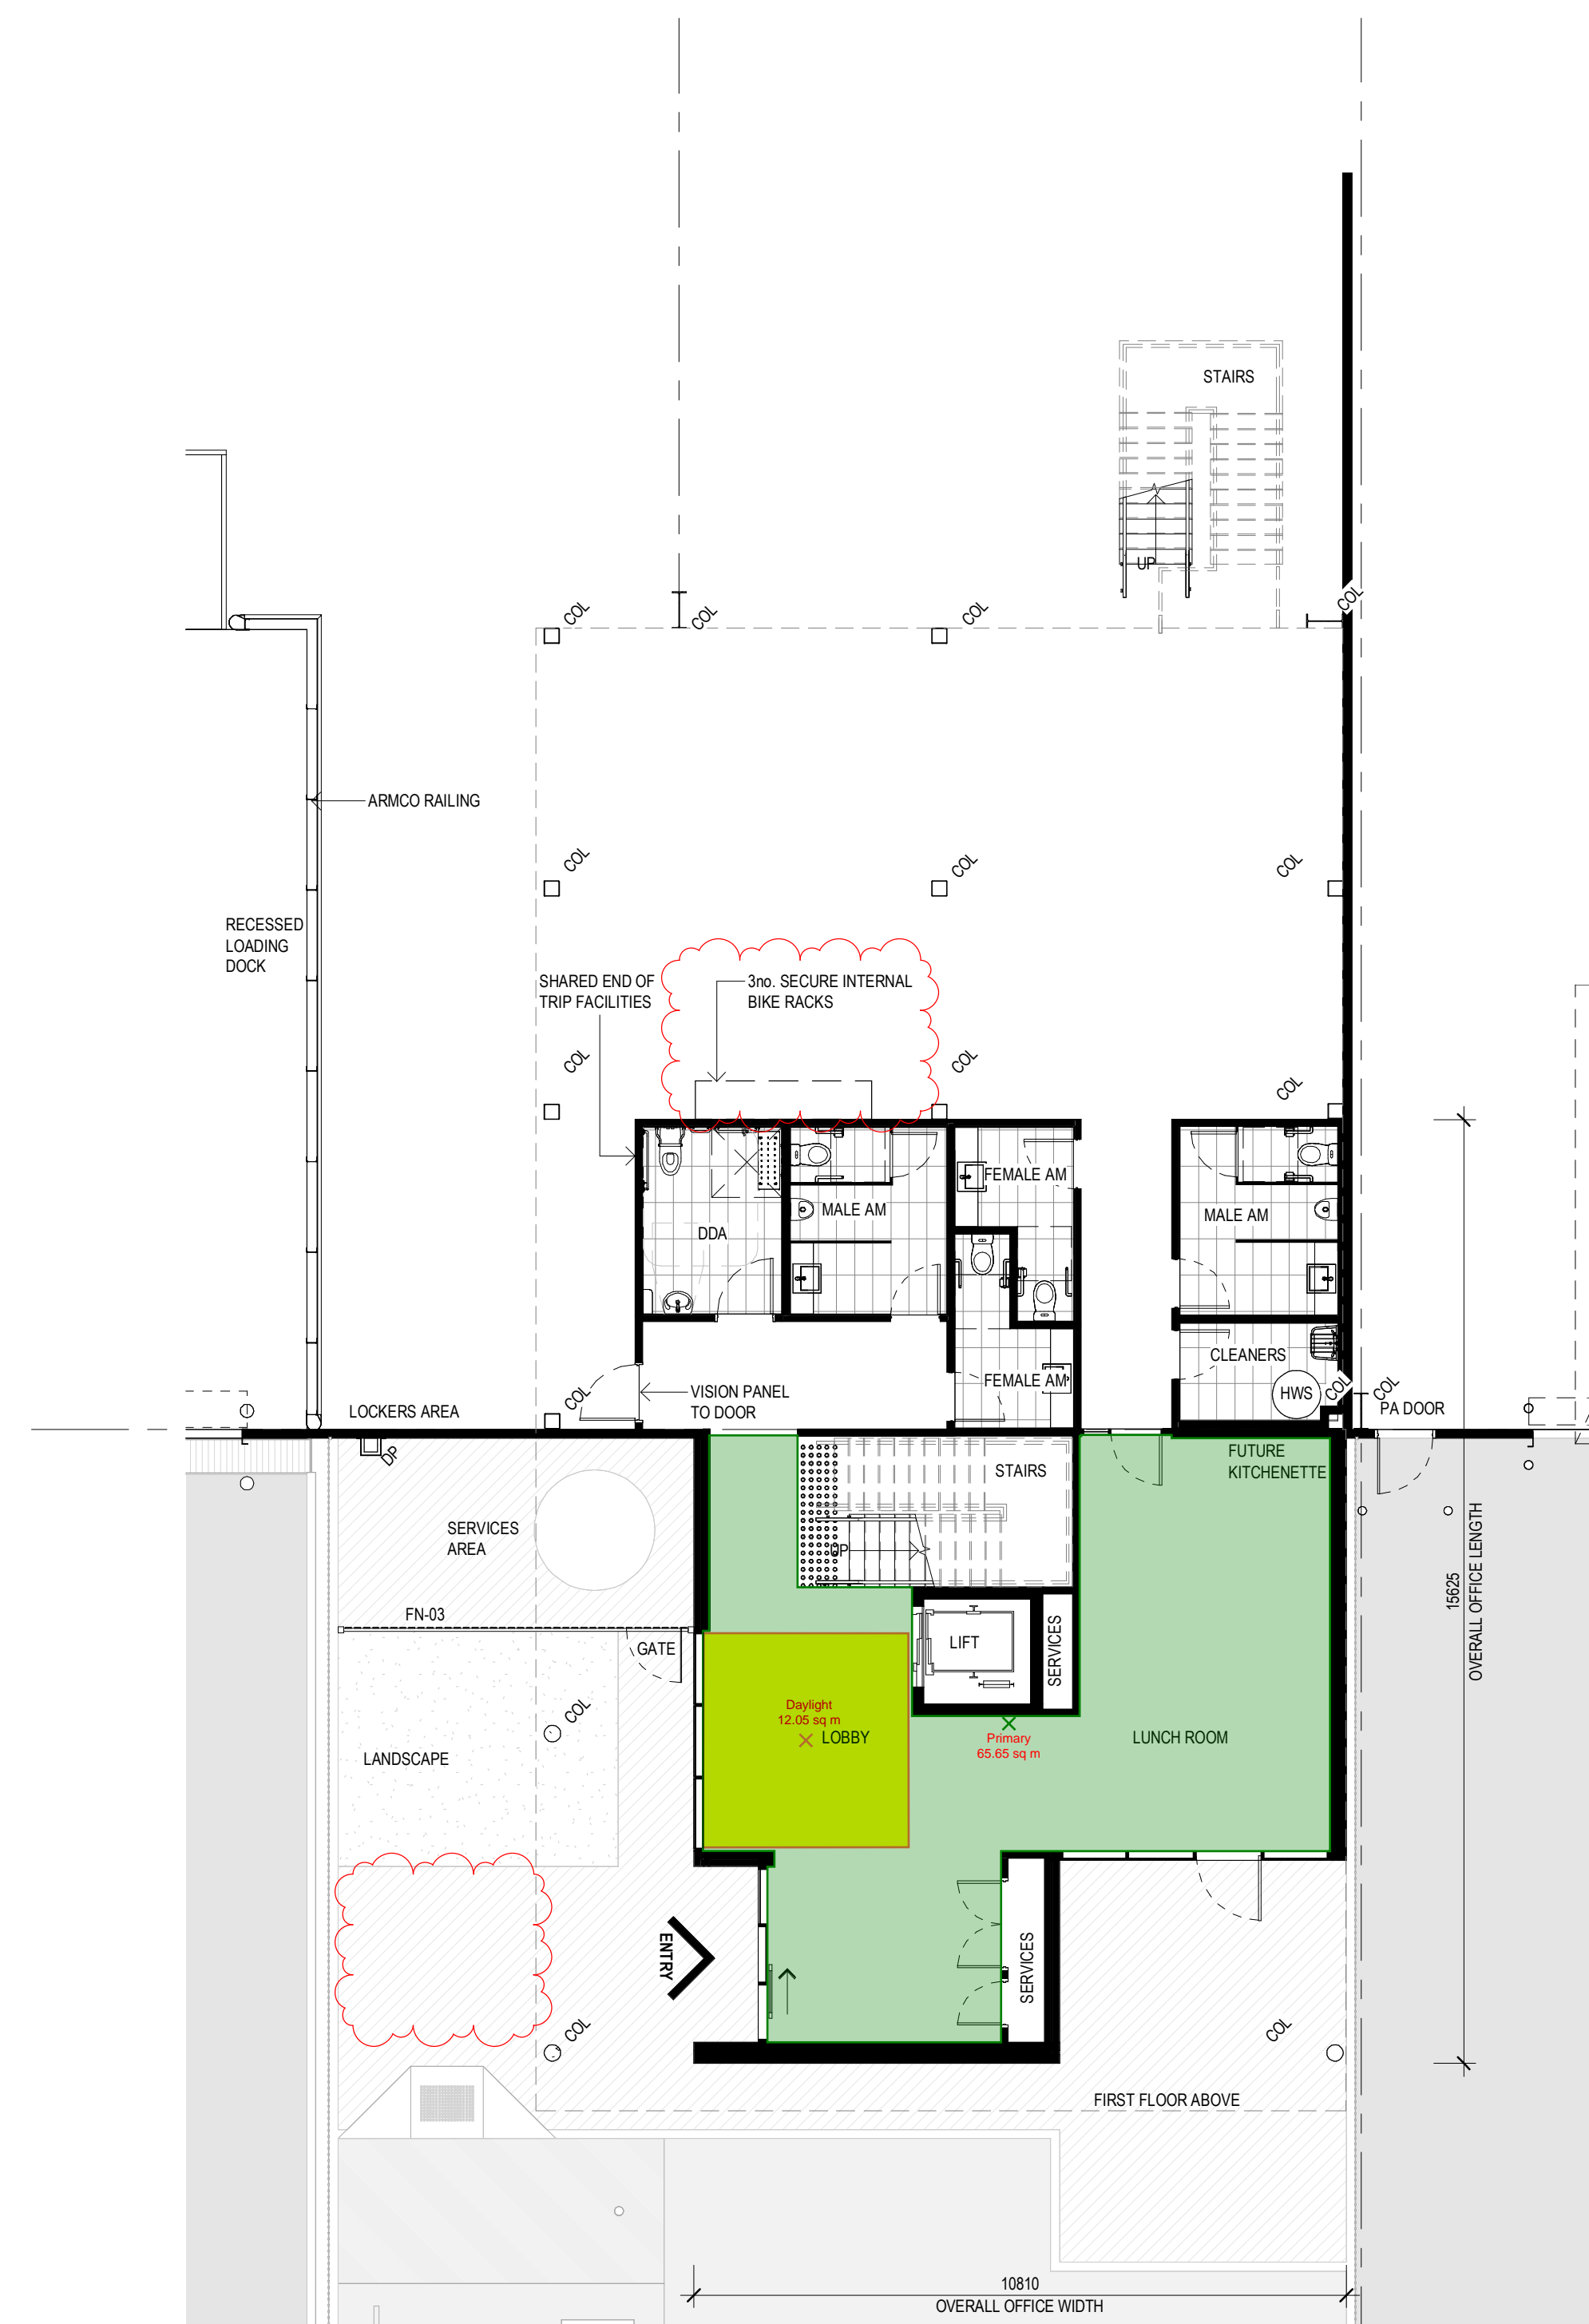 STAIRS
UP
COL
COL
COL
COL
ARMCO RAILING
COL
COL
COL
RECESSED
LOADING
DOCK
SHARED END OF
TRIP FACILITIES
3no. SECURE INTERNAL
BIKE RACKS
COL
COL
COL
FEMALE AM
MALE AM
MALE AM
DDA
CLEANERS
FEMALE AM
HWS
COL
COL
COL
VISION PANEL
TO DOOR
LOCKERS AREA
PA DOOR
DP
STAIRS
FUTURE
KITCHENETTE
SERVICES
AREA
UP
15625
OVERALL OFFICE LENGTH
FN-03
GATE
LIFT
SERVICES
COL
Daylight
12.05 sq m
LOBBY
Primary
65.65 sq m
LUNCH ROOM
LANDSCAPE
ENTRY
SERVICES
COL
COL
FIRST FLOOR ABOVE
10810
OVERALL OFFICE WIDTH